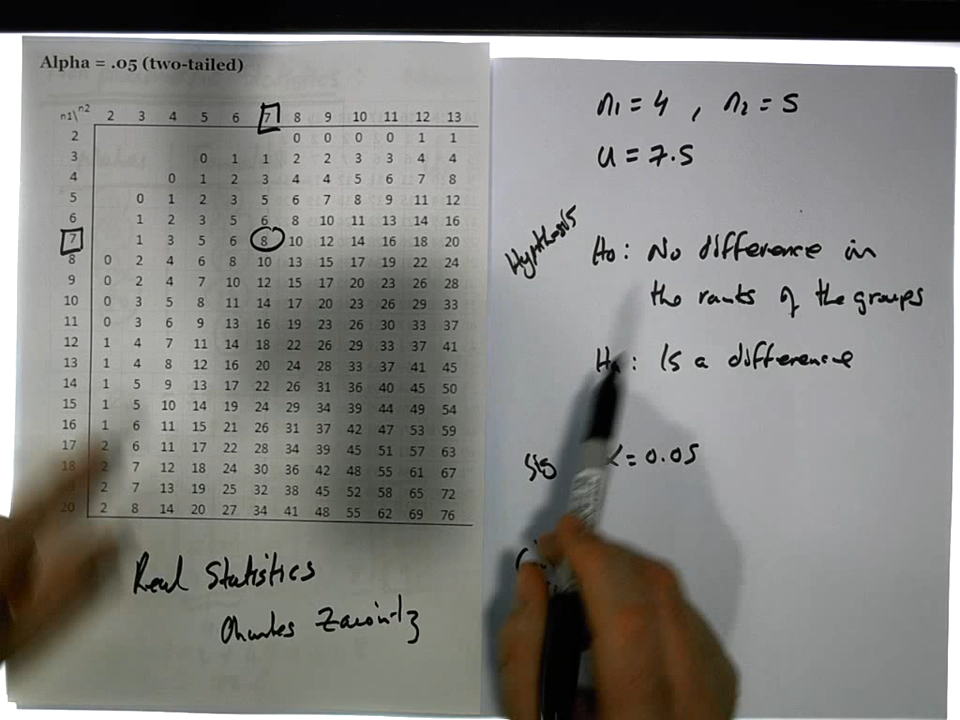 Alpha = .05 (two-tailed)
n1\n2 2 3 4 5 6 7 8 9 10 11 12 13
2 0 0 0 0 1 1
3 0 1 1 2 2 3 3 4 4
4 0 1 2 3 4 4 5 6 7 8
5 0 1 2 3 5 6 7 8 9 11 12
6 1 2 3 5 6 8 10 11 13 14 16
7 1 3 5 6 8 10 12 14 16 18 20
8 0 2 4 6 8 10 13 15 17 19 22 24
9 0 2 4 7 10 12 15 17 20 23 26 28
10 0 3 5 8 11 14 17 20 23 26 29 33
11 0 3 6 9 13 16 19 23 26 30 33 37
12 1 4 7 11 14 18 22 26 29 33 37 41
13 1 4 8 12 16 20 24 28 33 37 41 45
14 1 5 9 13 17 22 26 31 36 40 45 50
15 1 5 10 14 19 24 29 34 39 44 49 54
16 1 6 11 15 21 26 31 37 42 47 53 59
17 2 6 11 17 22 28 34 39 45 51 57 63
18 2 7 12 18 24 30 36 42 48 55 61 67
2 7 13 19 25 32 38 45 52 58 65 72
20 2 8 14 20 27 34 41 48 55 62 69 76
Real Statistics
n1 = 4 , n2 = 5
u = 7.5
Hypthesis
Ho: No difference in
the ranks of the groups
: Is a difference
Sig
= 0.05